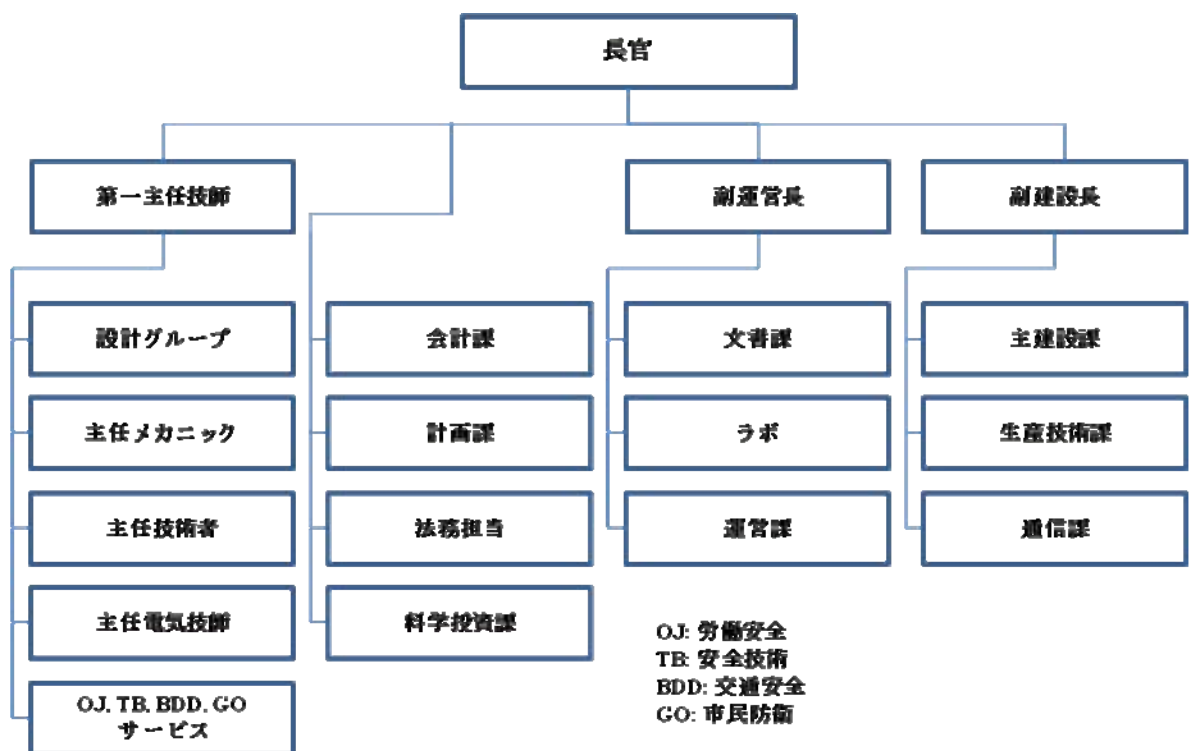 長官
第一主任技師
副運営長
副建設長
設計グループ
会計課
文書課
主建設課
主任メカニック
計画課
ラボ
生産技術課
主任技術者
法務担当
運営課
通信課
主任電気技師
科学投資課
OJ, TB, BDD, GO
サービス
OJ: 労働安全
TB: 安全技術
BDD: 交通安全
GO: 市民防衛